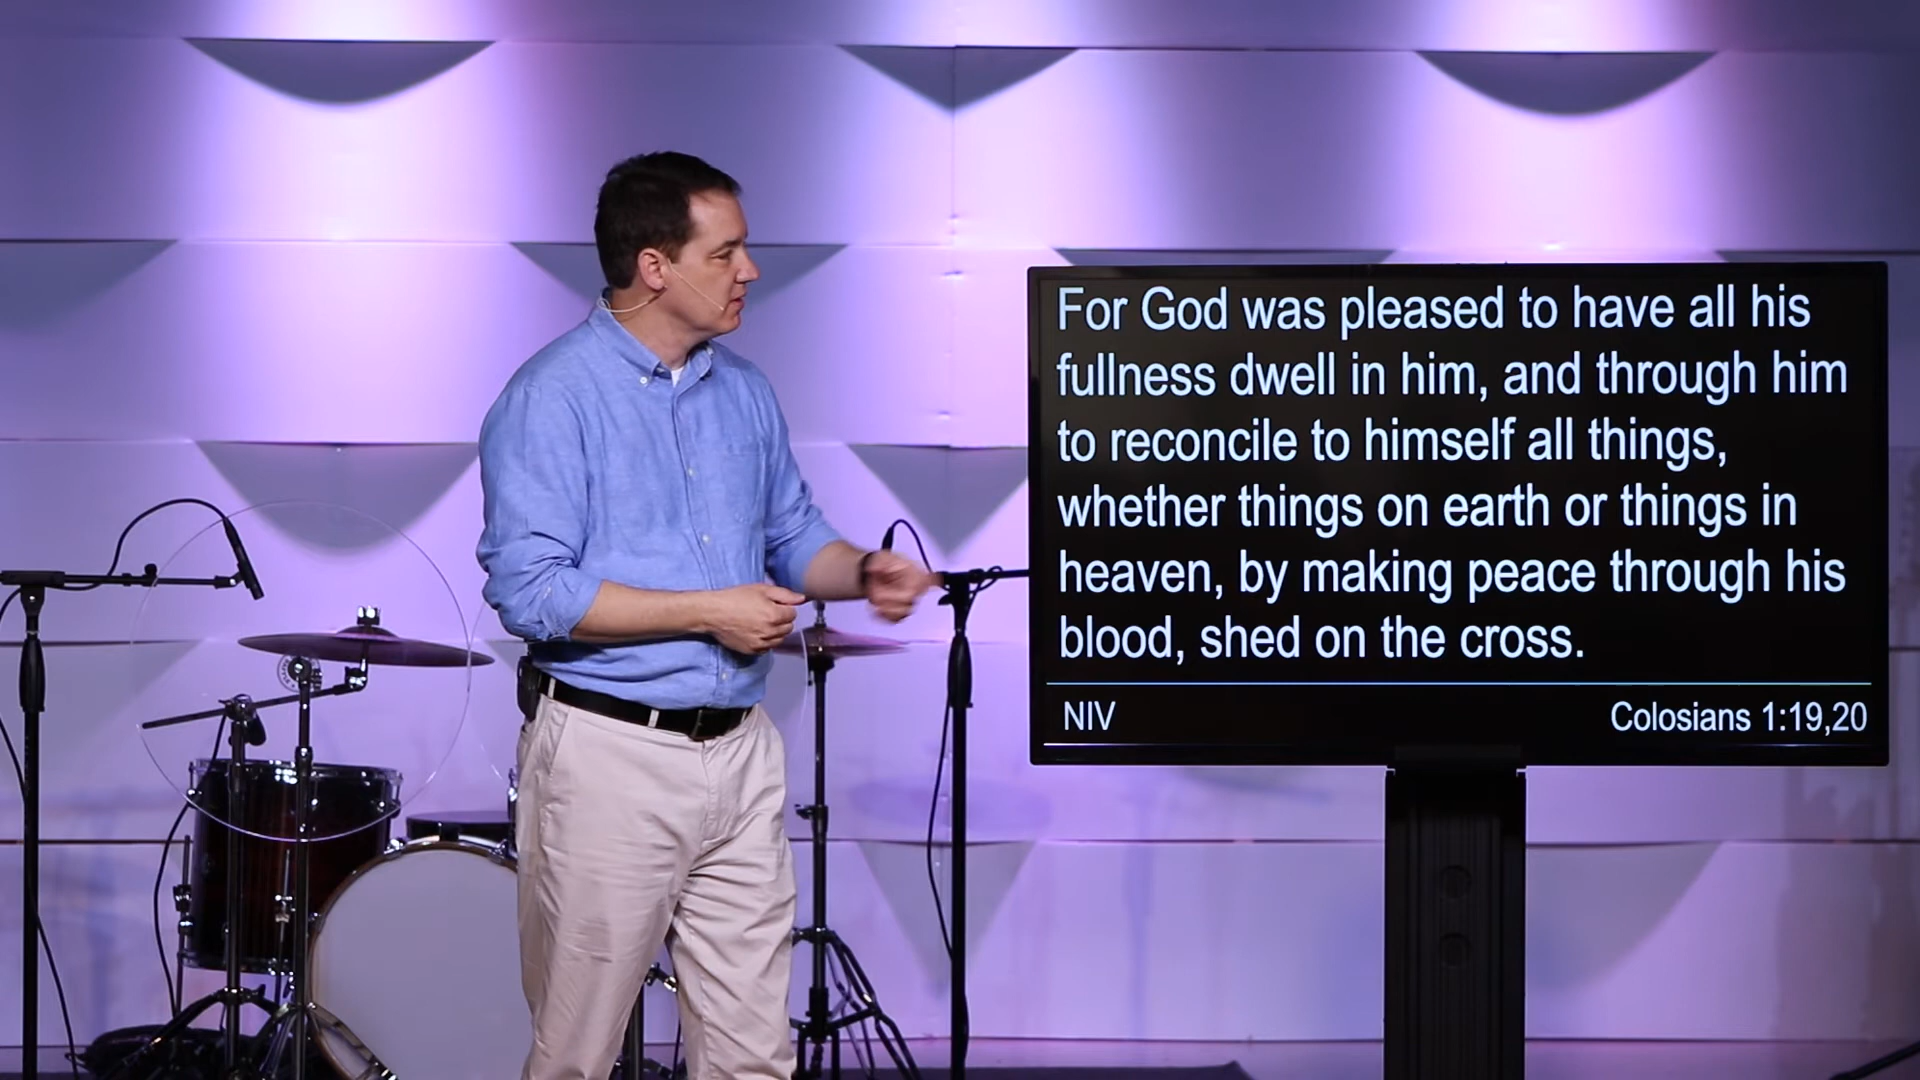 For God was pleased to have all his
fullness dwell in him, and through him
to reconcile to himself all things,
whether things on earth or things in
heaven, by making peace through his
blood, shed on the cross.
NIV
Colosians 1:19,20